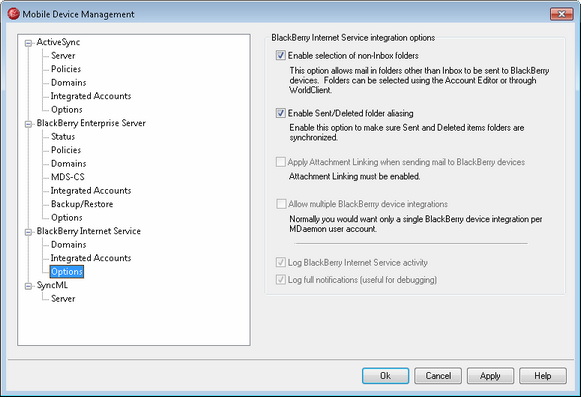 Mobile Device Management
ActiveSync
Server
Policies
Domains
Integrated Accounts
Options
BlackBerry Enterprise Server
Status
Policies
Domains
MDS-CS
Integrated Accounts
Backup/Restore
Options
BlackBerry Internet Service
Domains
Integrated Accounts
Options
SyncML
Server
BlackBerry Internet Service integration options
Enable selection of non-Inbox folders
This option allows mail in folders other than Inbox to be sent to BlackBerry
devices. Folders can be selected using the Account Editor or through
WorldClient.
Enable Sent/Deleted folder aliasing
Enable this option to make sure Sent and Deleted items folders are
synchronized.
Apply Attachment Linking when sending mail to BlackBerry devices
Attachment Linking must be enabled.
Allow multiple BlackBerry device integrations
Normally you would want only a single BlackBerry device integration per
MDaemon user account.
Log BlackBerry Internet Service activity
Log full notifications (useful for debugging)
Ok
Cancel
Apply
Help